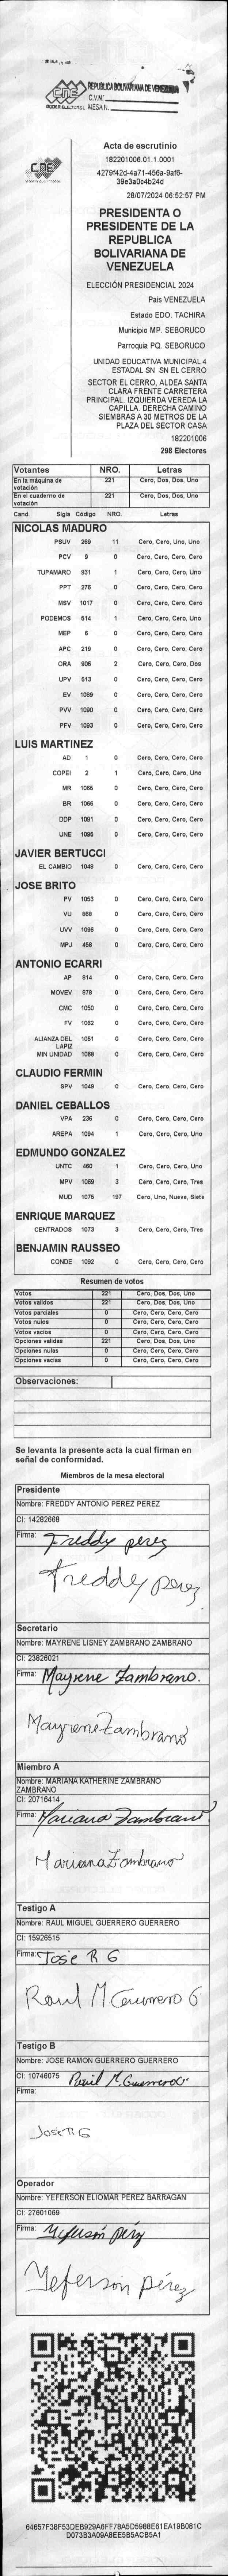 REPUBLICA BOLIVARIANA DE VENEZUELA
CNE
C.V.N:
PODER ELECTORAL MESA N.
Acta de escrutinio
182201006.01.1.0001
4279f42d-4a71-456a-9af6-
39e3a0c4b24d
28/07/2024 06:52:57 PM
CNE
PRESIDENTA O
PRESIDENTE DE LA
REPUBLICA
BOLIVARIANA DE
VENEZUELA
ELECCIÓN PRESIDENCIAL 2024
País VENEZUELA
Estado EDO. TACHIRA
Municipio MP. SEBORUCO
Parroquia PQ. SEBORUCO
UNIDAD EDUCATIVA MUNICIPAL 4
ESTADAL SN SN EL CERRO
SECTOR EL CERRO, ALDEA SANTA
CLARA FRENTE CARRETERA
PRINCIPAL. IZQUIERDA VEREDA LA
CAPILLA. DERECHA CAMINO
SIEMBRAS A 30 METROS DE LA
PLAZA DEL SECTOR CASA
182201006
298 Electores
Votantes NRO. Letras
En la máquina de votación 221 Cero, Dos, Dos, Uno
En el cuaderno de votación 221 Cero, Dos, Dos, Uno
Cand. Sigla Código NRO. Letras
NICOLAS MADURO
PSUV 269 11 Cero, Cero, Uno, Uno
PCV 9 0 Cero, Cero, Cero, Cero
TUPAMARO 931 1 Cero, Cero, Cero, Uno
PPT 276 0 Cero, Cero, Cero, Cero
MSV 1017 0 Cero, Cero, Cero, Cero
PODEMOS 514 1 Cero, Cero, Cero, Uno
MEP 6 0 Cero, Cero, Cero, Cero
APC 219 0 Cero, Cero, Cero, Cero
ORA 906 2 Cero, Cero, Cero, Dos
UPV 513 0 Cero, Cero, Cero, Cero
EV 1089 0 Cero, Cero, Cero, Cero
PVV 1090 0 Cero, Cero, Cero, Cero
PFV 1093 0 Cero, Cero, Cero, Cero
LUIS MARTINEZ
AD 1 0 Cero, Cero, Cero, Cero
COPEI 2 1 Cero, Cero, Cero, Uno
MR 1065 0 Cero, Cero, Cero, Cero
BR 1066 0 Cero, Cero, Cero, Cero
DDP 1091 0 Cero, Cero, Cero, Cero
UNE 1095 0 Cero, Cero, Cero, Cero
JAVIER BERTUCCI
EL CAMBIO 1046 0 Cero, Cero, Cero, Cero
JOSE BRITO
PV 1053 0 Cero, Cero, Cero, Cero
VU 868 0 Cero, Cero, Cero, Cero
UVV 1096 0 Cero, Cero, Cero, Cero
MPJ 458 0 Cero, Cero, Cero, Cero
ANTONIO ECARRI
AP 814 0 Cero, Cero, Cero, Cero
MOVEV 978 0 Cero, Cero, Cero, Cero
CMC 1050 0 Cero, Cero, Cero, Cero
FV 1062 0 Cero, Cero, Cero, Cero
ALIANZA DEL LAPIZ 1051 0 Cero, Cero, Cero, Cero
MIN UNIDAD 1088 0 Cero, Cero, Cero, Cero
CLAUDIO FERMIN
SPV 1049 0 Cero, Cero, Cero, Cero
DANIEL CEBALLOS
VPA 236 0 Cero, Cero, Cero, Cero
AREPA 1094 1 Cero, Cero, Cero, Uno
EDMUNDO GONZALEZ
UNTC 460 1 Cero, Cero, Cero, Uno
MPV 1069 3 Cero, Cero, Cero, Tres
MUD 1075 197 Cero, Uno, Nueve, Siete
ENRIQUE MARQUEZ
CENTRADOS 1073 3 Cero, Cero, Cero, Tres
BENJAMIN RAUSSEO
CONDE 1092 0 Cero, Cero, Cero, Cero
Resumen de votos
Votos 221 Cero, Dos, Dos, Uno
Votos validos 221 Cero, Dos, Dos, Uno
Votos parciales 0 Cero, Cero, Cero, Cero
Votos nulos 0 Cero, Cero, Cero, Cero
Votos vacios 0 Cero, Cero, Cero, Cero
Opciones validas 221 Cero, Dos, Dos, Uno
Opciones nulas 0 Cero, Cero, Cero, Cero
Opciones vacias 0 Cero, Cero, Cero, Cero
Observaciones:
Se levanta la presente acta la cual firman en
señal de conformidad.
Miembros de la mesa electoral
Presidente
Nombre: FREDDY ANTONIO PEREZ PEREZ
CI: 14282668
Firma: Freddy perez
Freddy perez
Secretario
Nombre: MAYRENE LISNEY ZAMBRANO ZAMBRANO
CI: 23826021
Firma: Mayrene Zambrano.
Mayrene Zambrano
Miembro A
Nombre: MARIANA KATHERINE ZAMBRANO
ZAMBRANO
CI: 20716414
Firma: Mariana Zambrano
Mariana Zambrano
Testigo A
Nombre: RAUL MIGUEL GUERRERO GUERRERO
CI: 15926515
Firma: Jose R G
Raul M Guerrero G
Testigo B
Nombre: JOSE RAMON GUERRERO GUERRERO
CI: 10746075 Raul M. Guerrero G
Firma:
Jose R G
Operador
Nombre: YEFERSON ELIOMAR PEREZ BARRAGAN
CI: 27601069
Firma: Yeferson pérez
Yeferson pérez
64657F38F53DEB929A6FF78A5D598BE61EA19B081C
D073B3A09A8EE5B5ACB5A1